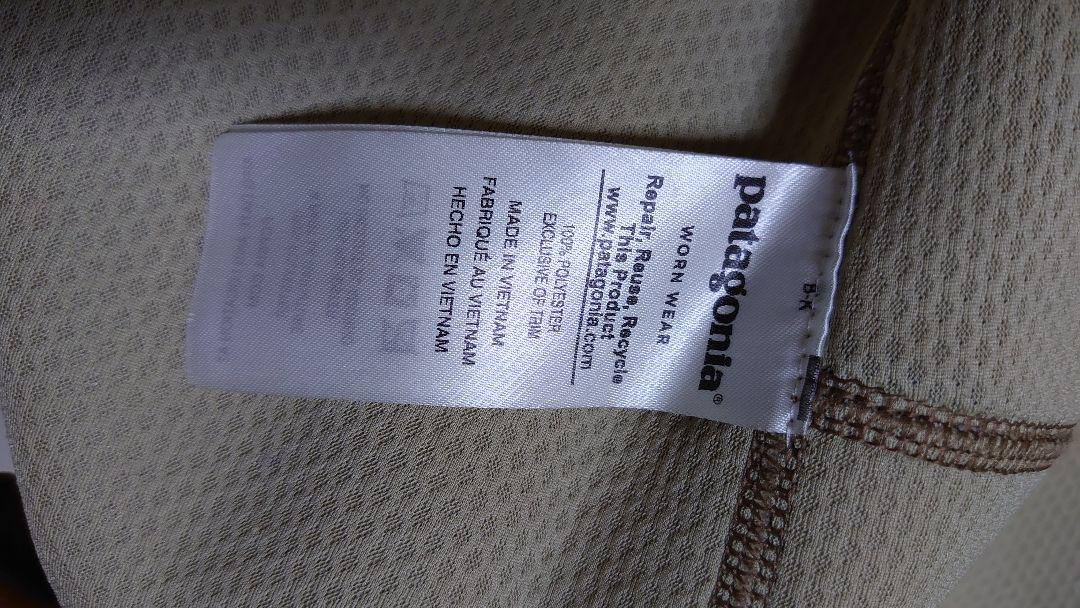 B-K
patagonia®
WORN WEAR
Repair, Reuse, Recycle
This Product
www.patagonia.com
100% POLYESTER
EXCLUSIVE OF TRIM
MADE IN VIETNAM
FABRIQUÉ AU VIETNAM
HECHO EN VIETNAM